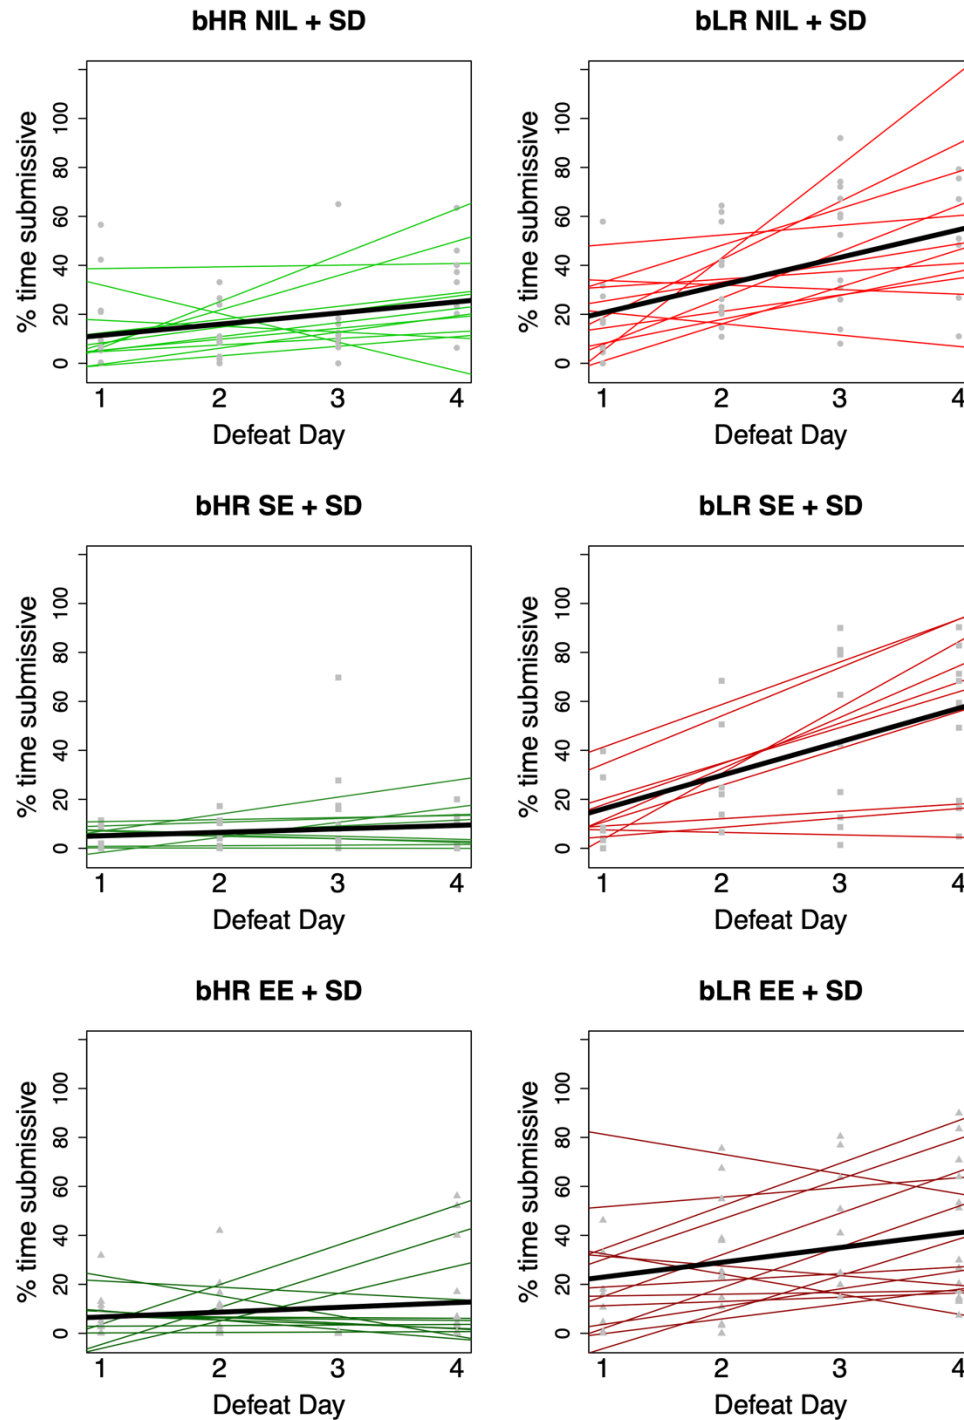 bHR NIL + SD
bLR NIL + SD
% time submissive
0 20 40 60 80 100
1 2 3 4
Defeat Day
% time submissive
0 20 40 60 80 100
1 2 3 4
Defeat Day
bHR SE + SD
bLR SE + SD
% time submissive
0 20 40 60 80 100
1 2 3 4
Defeat Day
% time submissive
0 20 40 60 80 100
1 2 3 4
Defeat Day
bHR EE + SD
bLR EE + SD
% time submissive
0 20 40 60 80 100
1 2 3 4
Defeat Day
% time submissive
0 20 40 60 80 100
1 2 3 4
Defeat Day